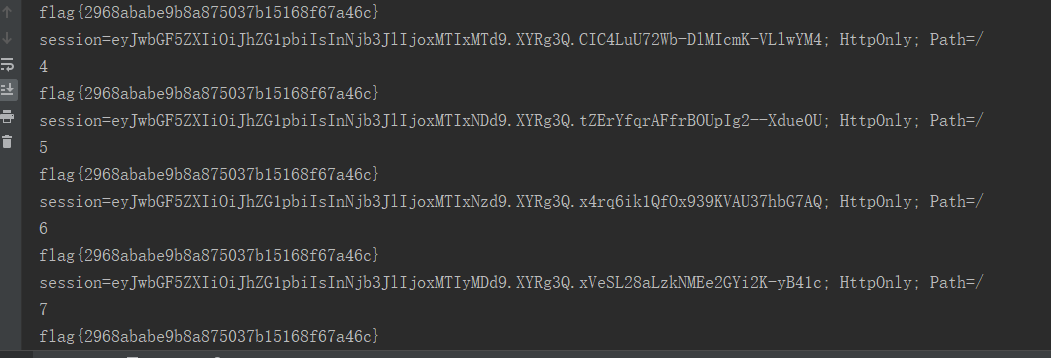 flag{2968ababe9b8a875037b15168f67a46c}
session=eyJwbGF5ZXIiOiJhZG1pbiIsInNjb3JlIjoxMTIxMTd9.XYRg3Q.CIC4LuU72Wb-DlMIcmK-VLlwYM4; HttpOnly; Path=/
4
flag{2968ababe9b8a875037b15168f67a46c}
session=eyJwbGF5ZXIiOiJhZG1pbiIsInNjb3JlIjoxMTIxNDd9.XYRg3Q.tZErYfqrAFfrBOUpIg2--Xdue0U; HttpOnly; Path=/
5
flag{2968ababe9b8a875037b15168f67a46c}
session=eyJwbGF5ZXIiOiJhZG1pbiIsInNjb3JlIjoxMTIxNzd9.XYRg3Q.x4rq6ik1QfOx939KVAU37hbG7AQ; HttpOnly; Path=/
6
flag{2968ababe9b8a875037b15168f67a46c}
session=eyJwbGF5ZXIiOiJhZG1pbiIsInNjb3JlIjoxMTIyMDd9.XYRg3Q.xVeSL28aLzkNMEe2GYi2K-yB41c; HttpOnly; Path=/
7
flag{2968ababe9b8a875037b15168f67a46c}